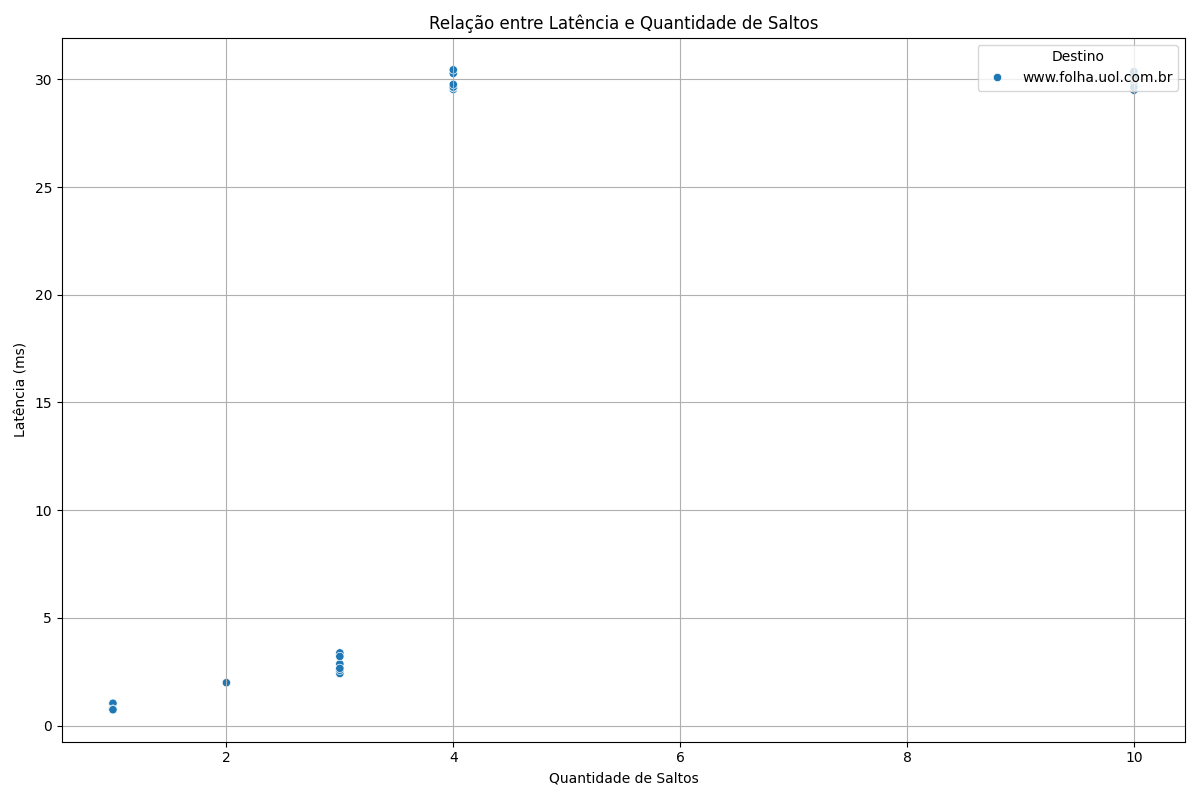 Relação entre Latência e Quantidade de Saltos
Destino
www.folha.uol.com.br
30
25
20
15
10
5
0
Latência (ms)
2
4
6
8
10
Quantidade de Saltos